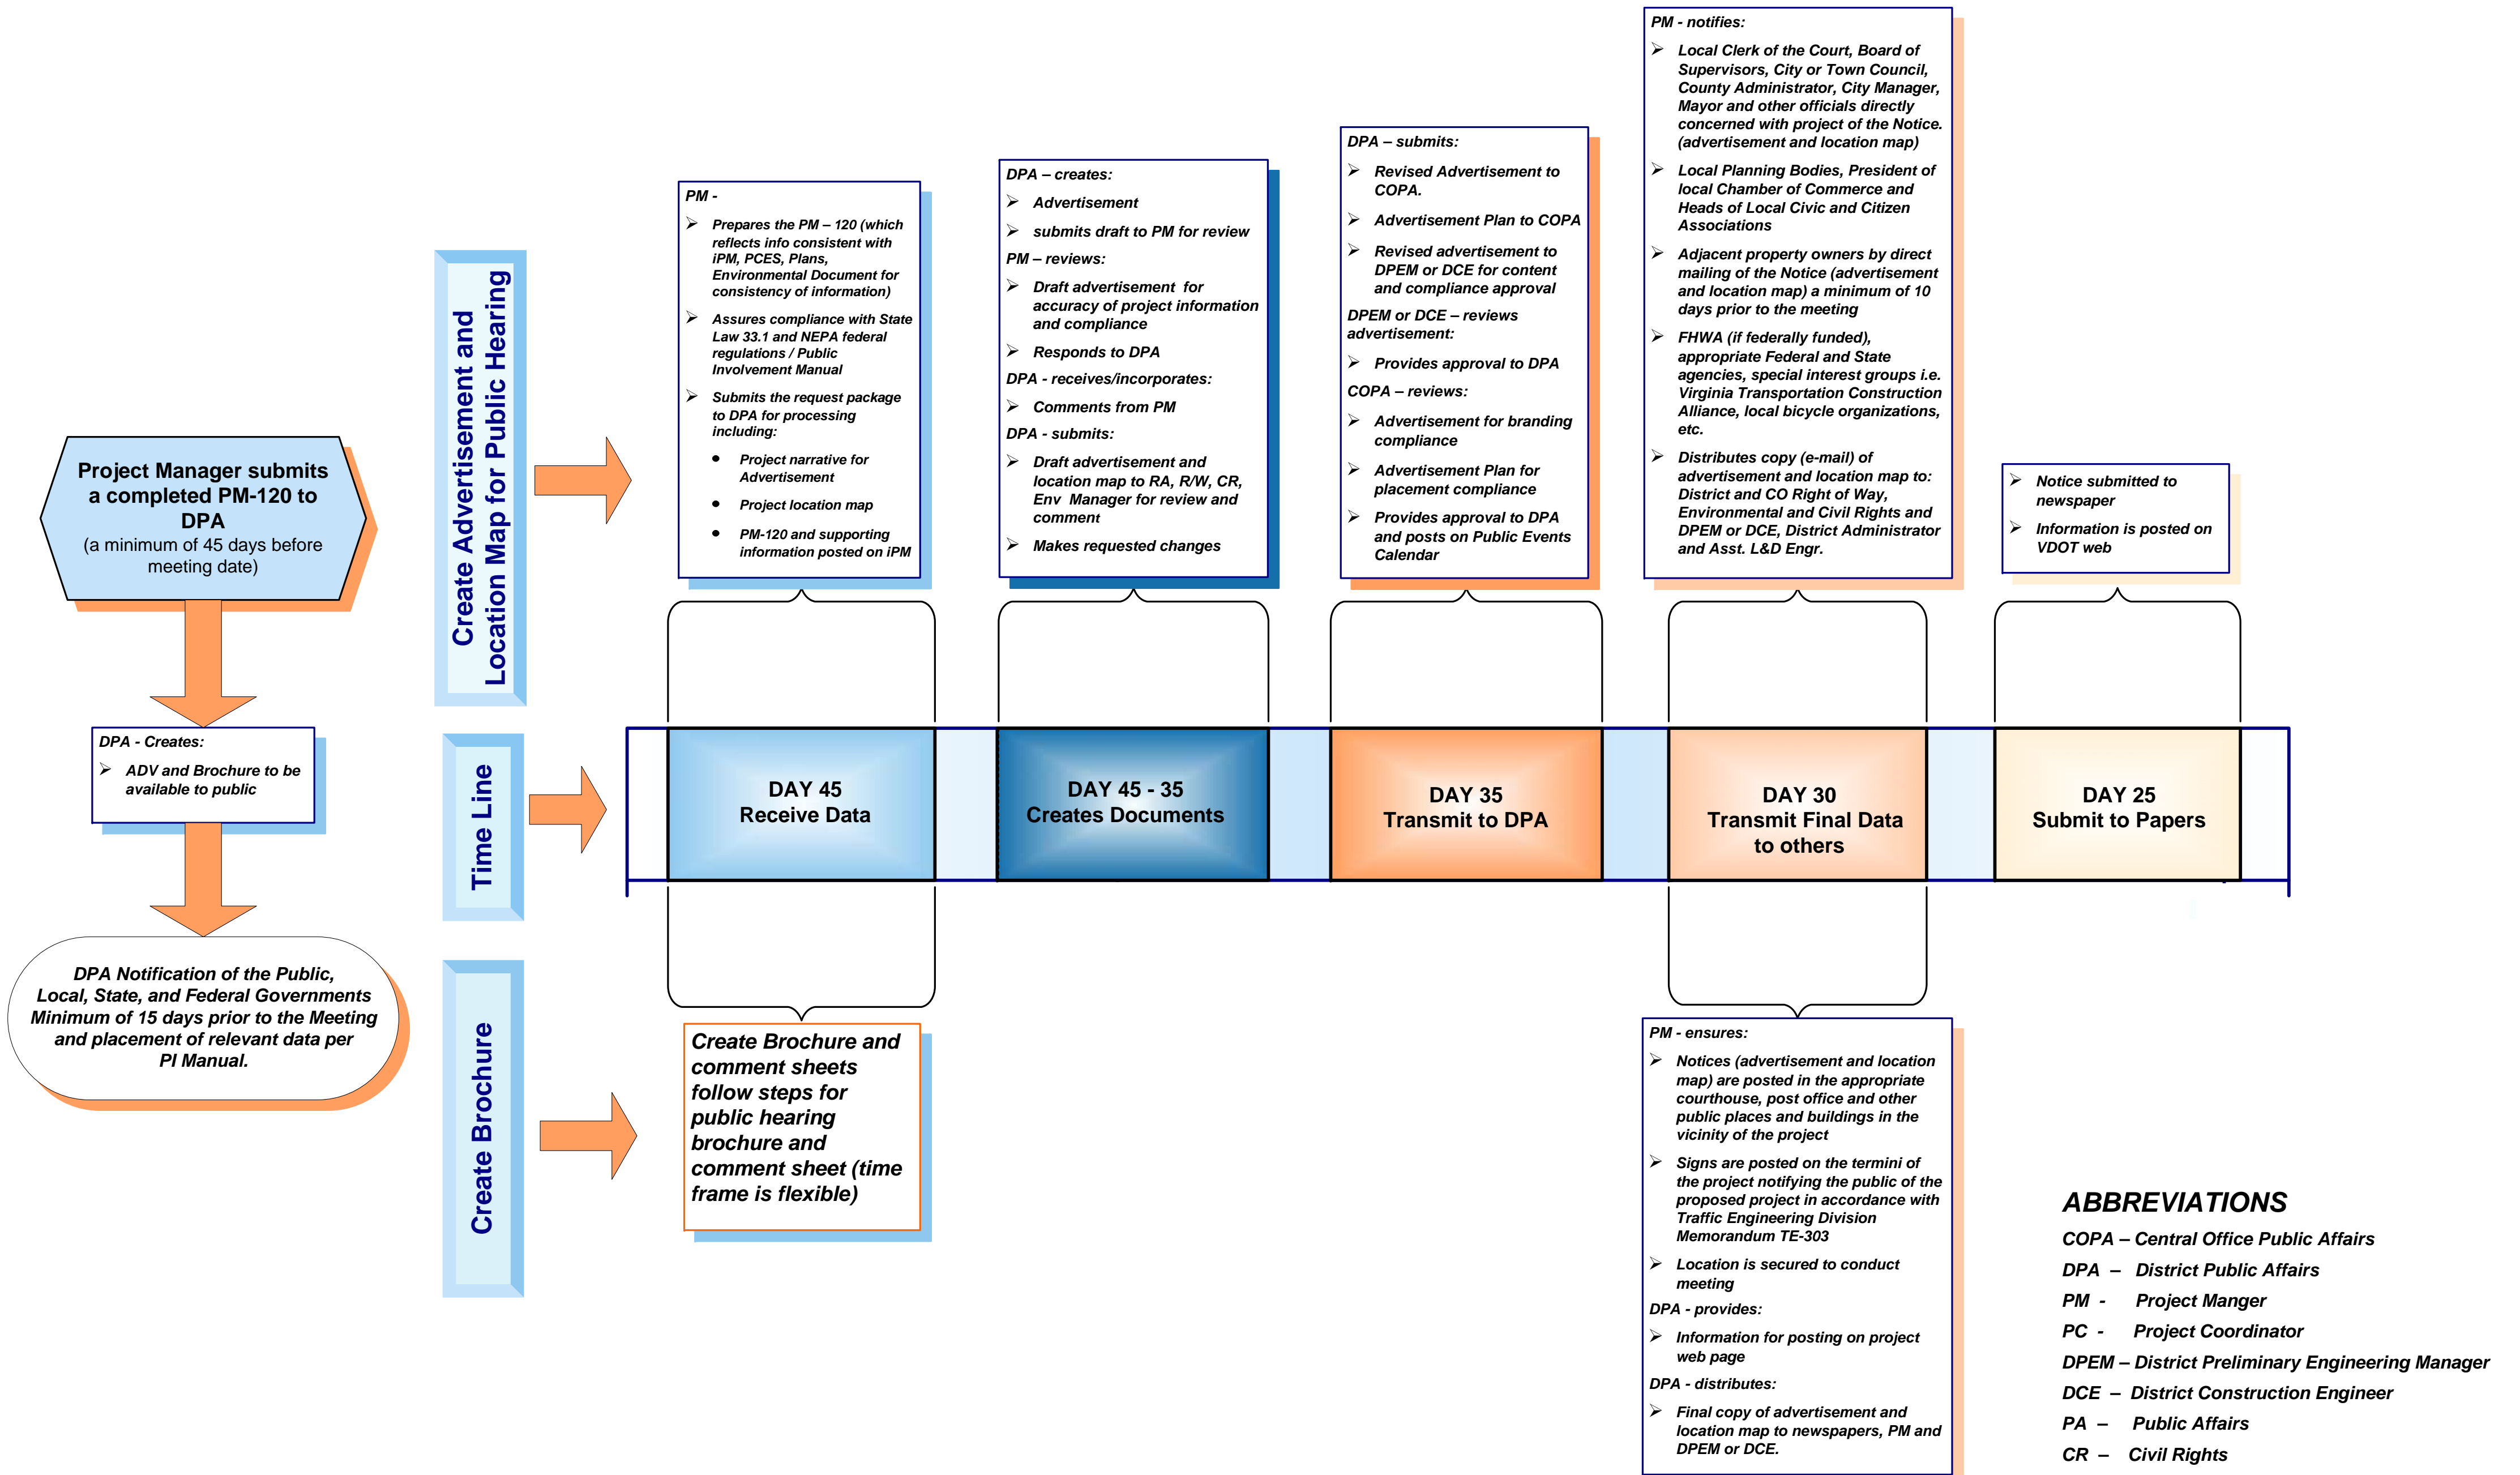 Project Manager submits
a completed PM-120 to
DPA
(a minimum of 45 days before
meeting date)
DPA - Creates:
➢ ADV and Brochure to be
available to public
DPA Notification of the Public,
Local, State, and Federal Governments
Minimum of 15 days prior to the Meeting
and placement of relevant data per
PI Manual.
Create Advertisement and
Location Map for Public Hearing
PM -
➢ Prepares the PM – 120 (which
reflects info consistent with
iPM, PCES, Plans,
Environmental Document for
consistency of information)
➢ Assures compliance with State
Law 33.1 and NEPA federal
regulations / Public
Involvement Manual
➢ Submits the request package
to DPA for processing
including:
• Project narrative for
Advertisement
• Project location map
• PM-120 and supporting
information posted on iPM
DPA – creates:
➢ Advertisement
➢ submits draft to PM for review
PM – reviews:
➢ Draft advertisement for
accuracy of project information
and compliance
➢ Responds to DPA
DPA - receives/incorporates:
➢ Comments from PM
DPA - submits:
➢ Draft advertisement and
location map to RA, R/W, CR,
Env Manager for review and
comment
➢ Makes requested changes
DPA – submits:
➢ Revised Advertisement to
COPA.
➢ Advertisement Plan to COPA
➢ Revised advertisement to
DPEM or DCE for content
and compliance approval
DPEM or DCE – reviews
advertisement:
➢ Provides approval to DPA
COPA – reviews:
➢ Advertisement for branding
compliance
➢ Advertisement Plan for
placement compliance
➢ Provides approval to DPA
and posts on Public Events
Calendar
PM - notifies:
➢ Local Clerk of the Court, Board of
Supervisors, City or Town Council,
County Administrator, City Manager,
Mayor and other officials directly
concerned with project of the Notice.
(advertisement and location map)
➢ Local Planning Bodies, President of
local Chamber of Commerce and
Heads of Local Civic and Citizen
Associations
➢ Adjacent property owners by direct
mailing of the Notice (advertisement
and location map) a minimum of 10
days prior to the meeting
➢ FHWA (if federally funded),
appropriate Federal and State
agencies, special interest groups i.e.
Virginia Transportation Construction
Alliance, local bicycle organizations,
etc.
➢ Distributes copy (e-mail) of
advertisement and location map to:
District and CO Right of Way,
Environmental and Civil Rights and
DPEM or DCE, District Administrator
and Asst. L&D Engr.
➢ Notice submitted to
newspaper
➢ Information is posted on
VDOT web
Time Line
DAY 45
Receive Data
DAY 45 - 35
Creates Documents
DAY 35
Transmit to DPA
DAY 30
Transmit Final Data
to others
DAY 25
Submit to Papers
Create Brochure
Create Brochure and
comment sheets
follow steps for
public hearing
brochure and
comment sheet (time
frame is flexible)
PM - ensures:
➢ Notices (advertisement and location
map) are posted in the appropriate
courthouse, post office and other
public places and buildings in the
vicinity of the project
➢ Signs are posted on the termini of
the project notifying the public of the
proposed project in accordance with
Traffic Engineering Division
Memorandum TE-303
➢ Location is secured to conduct
meeting
DPA - provides:
➢ Information for posting on project
web page
DPA - distributes:
➢ Final copy of advertisement and
location map to newspapers, PM and
DPEM or DCE.
ABBREVIATIONS
COPA – Central Office Public Affairs
DPA – District Public Affairs
PM - Project Manger
PC - Project Coordinator
DPEM – District Preliminary Engineering Manager
DCE – District Construction Engineer
PA – Public Affairs
CR – Civil Rights